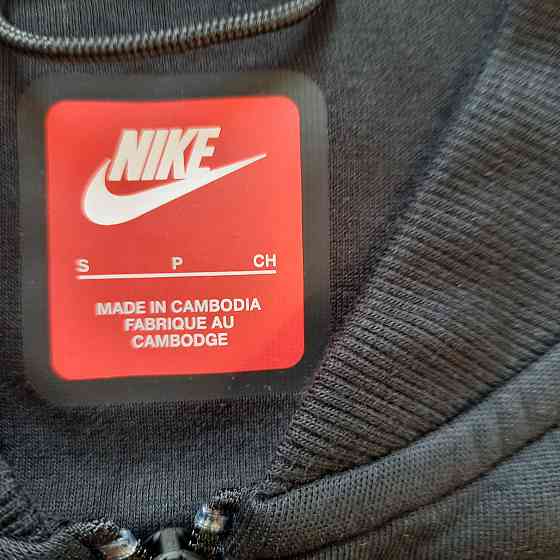 NIKE
S P CH
MADE IN CAMBODIA
FABRIQUE AU
CAMBODGE